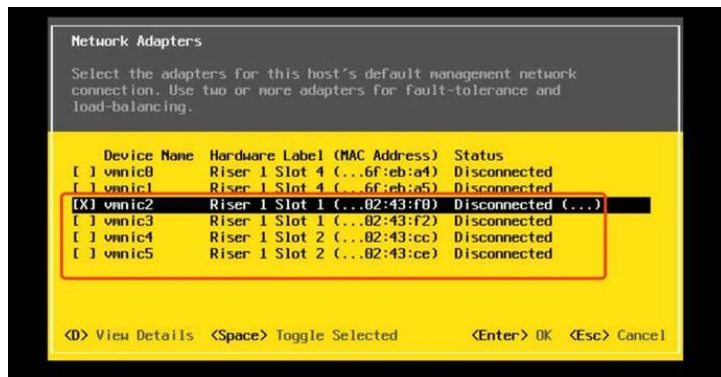 Network Adapters
Select the adapters for this host's default management network
connection. Use two or more adapters for fault-tolerance and
load-balancing.
Device Name Hardware Label (MAC Address) Status
[ ] vmnic0 Riser 1 Slot 4 (...6f:eb:a4) Disconnected
[ ] vmnic1 Riser 1 Slot 4 (...6f:eb:a5) Disconnected
[X] vmnic2 Riser 1 Slot 1 (...02:43:f0) Disconnected (...)
[ ] vmnic3 Riser 1 Slot 1 (...02:43:f2) Disconnected
[ ] vmnic4 Riser 1 Slot 2 (...02:43:cc) Disconnected
[ ] vmnic5 Riser 1 Slot 2 (...02:43:ce) Disconnected
<D> View Details <Space> Toggle Selected <Enter> OK <Esc> Cancel